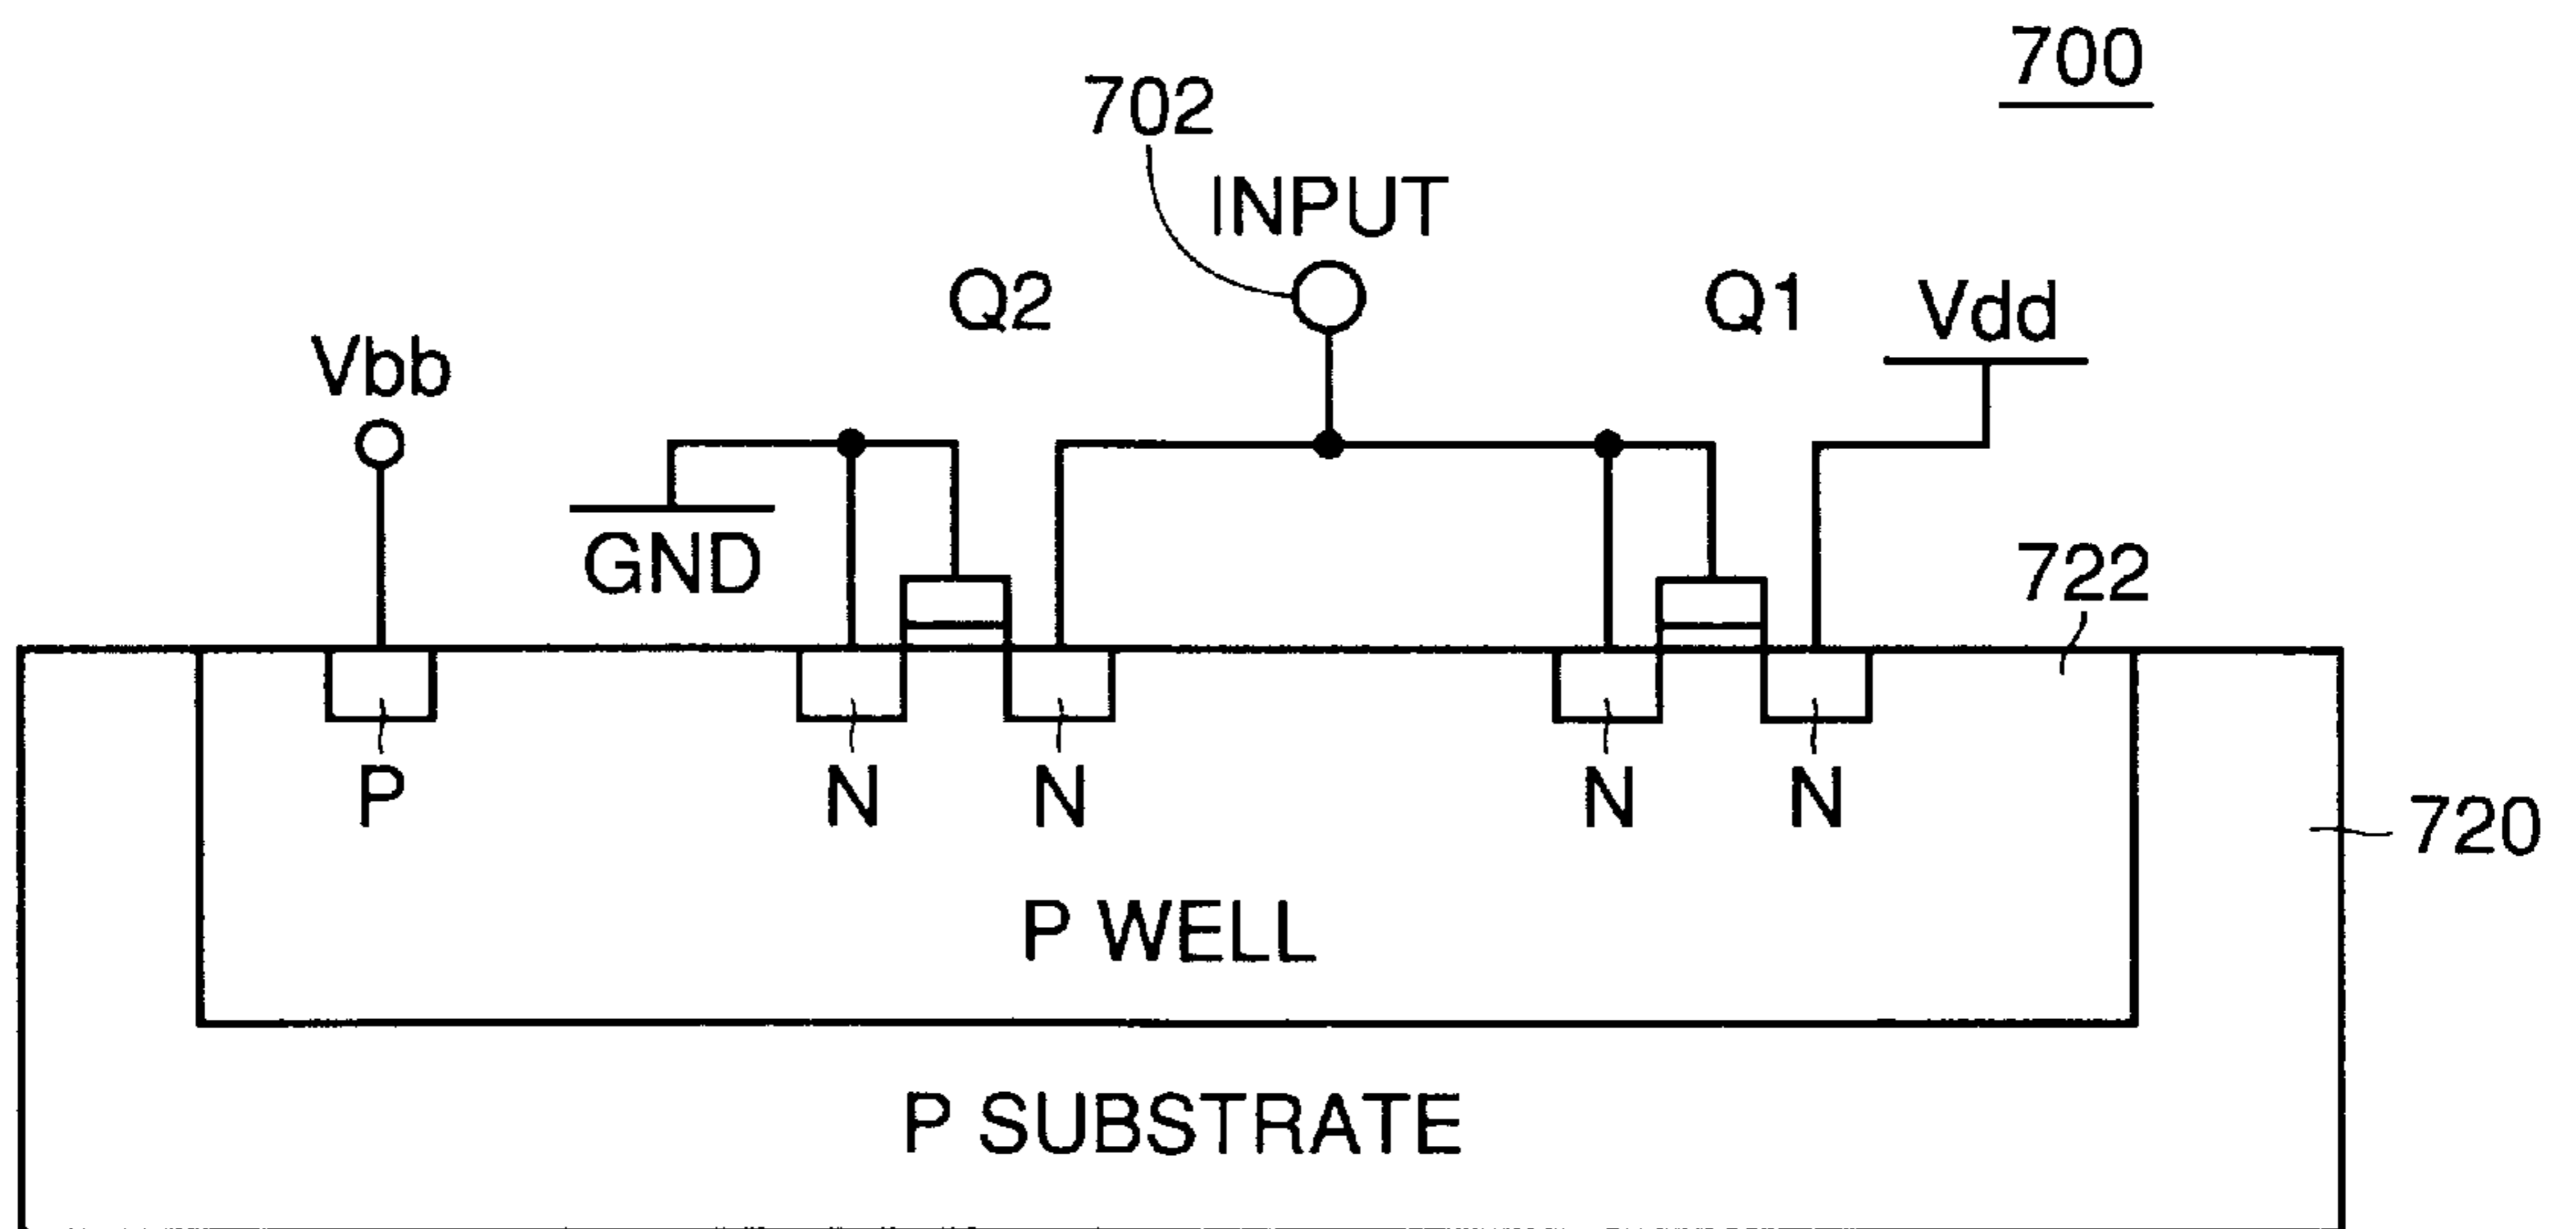 700
702
INPUT
Q2
Q1
Vdd
Vbb
GND
722
P
N
N
N
N
720
P WELL
P SUBSTRATE